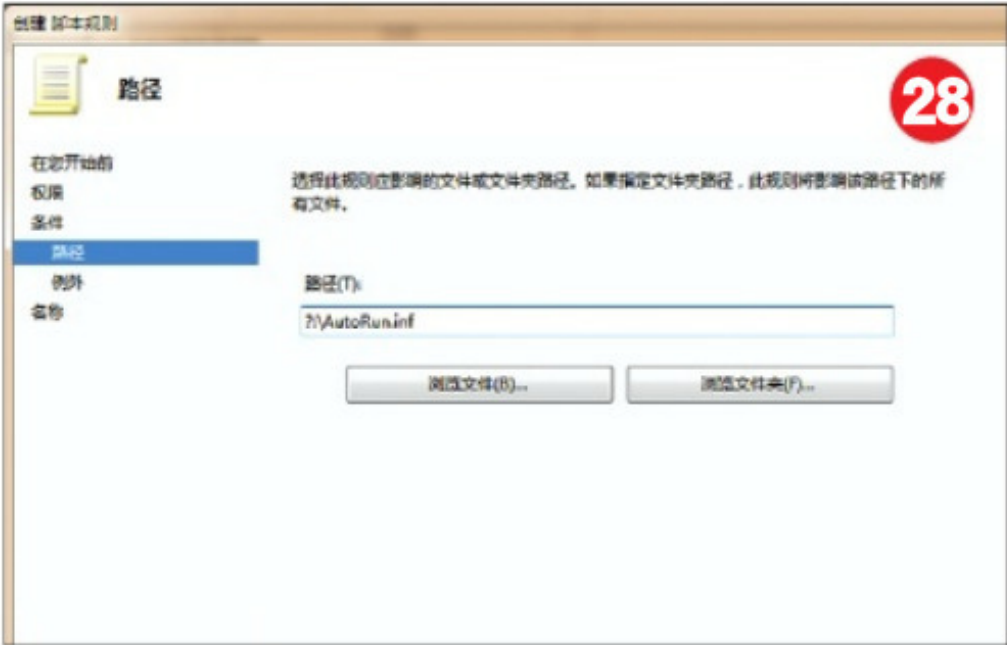 创建 脚本规则
路径
28
在您开始前
权限
条件
路径
例外
名称
选择此规则应影响的文件或文件夹路径。如果指定文件夹路径，此规则将影响该路径下的所
有文件。
路径(T):
?:\AutoRun.inf
浏览文件(B)...
浏览文件夹(F)...